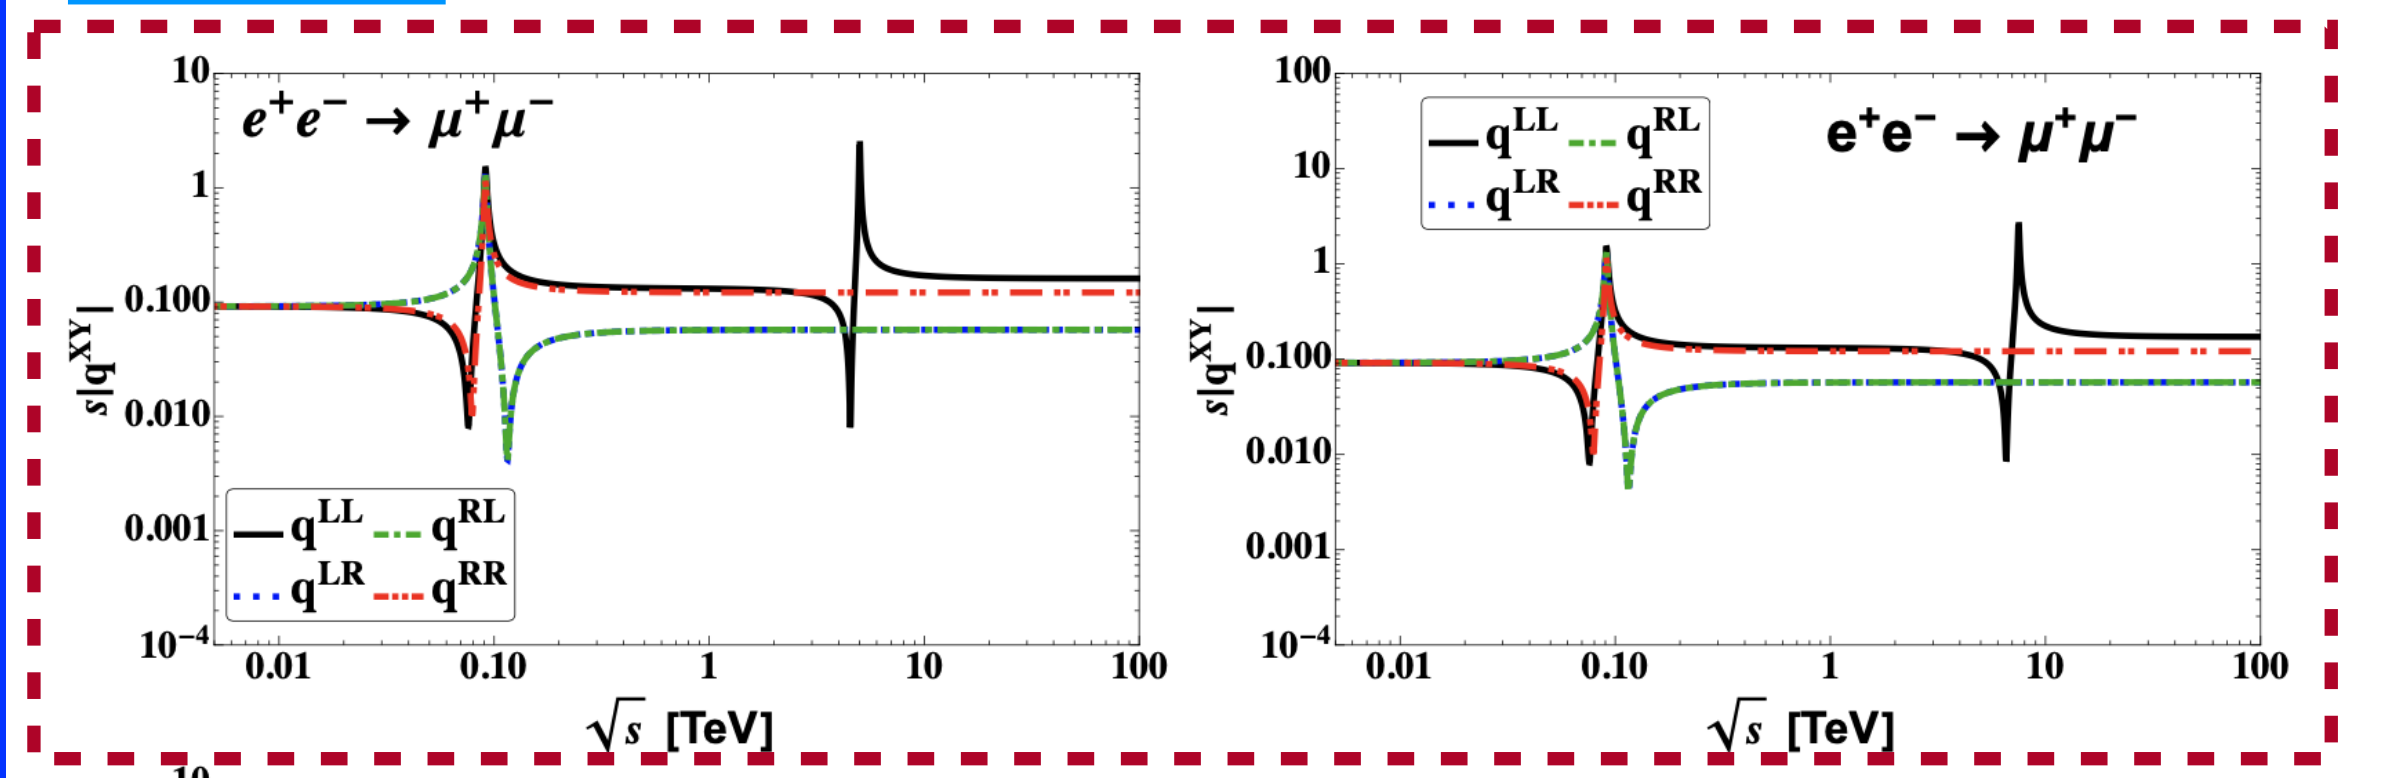 10
1
0.100
0.010
0.001
10⁻⁴
s|q^XY|
e⁺e⁻ → μ⁺μ⁻
q^LL q^RL
q^LR q^RR
0.01 0.10 1 10 100
√s [TeV]
100
10
1
0.100
0.010
0.001
10⁻⁴
s|q^XY|
q^LL q^RL
q^LR q^RR
e⁺e⁻ → μ⁺μ⁻
0.01 0.10 1 10 100
√s [TeV]